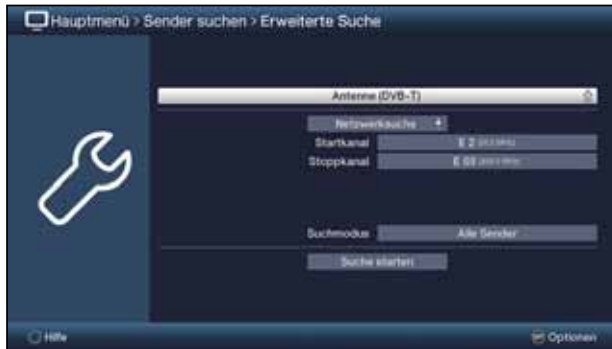 Hauptmenü > Sender suchen > Erweiterte Suche
Antenne (DVB-T)
Netzwerksuche
Startkanal E 2
Stoppkanal E 69
Suchmodus Alle Sender
Suche starten
Hilfe Optionen